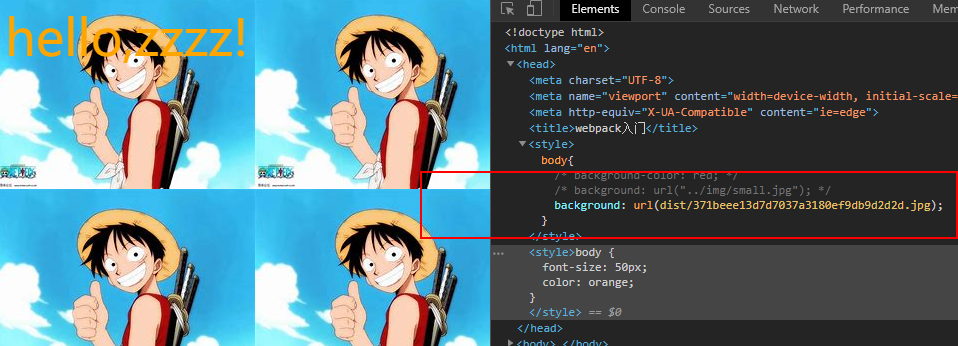 hello,zzzz!
Elements Console Sources Network Performance Mem
<!doctype html>
<html lang="en">
<head>
<meta charset="UTF-8">
<meta name="viewport" content="width=device-width, initial-scale=
<meta http-equiv="X-UA-Compatible" content="ie=edge">
<title>webpack入门</title>
<style>
body{
/* background-color: red; */
/* background: url("../img/small.jpg"); */
background: url(dist/371beee13d7d7037a3180ef9db9d2d2d.jpg);
}
</style>
<style>body {
font-size: 50px;
color: orange;
}
</style> == $0
</head>
<body> </body>